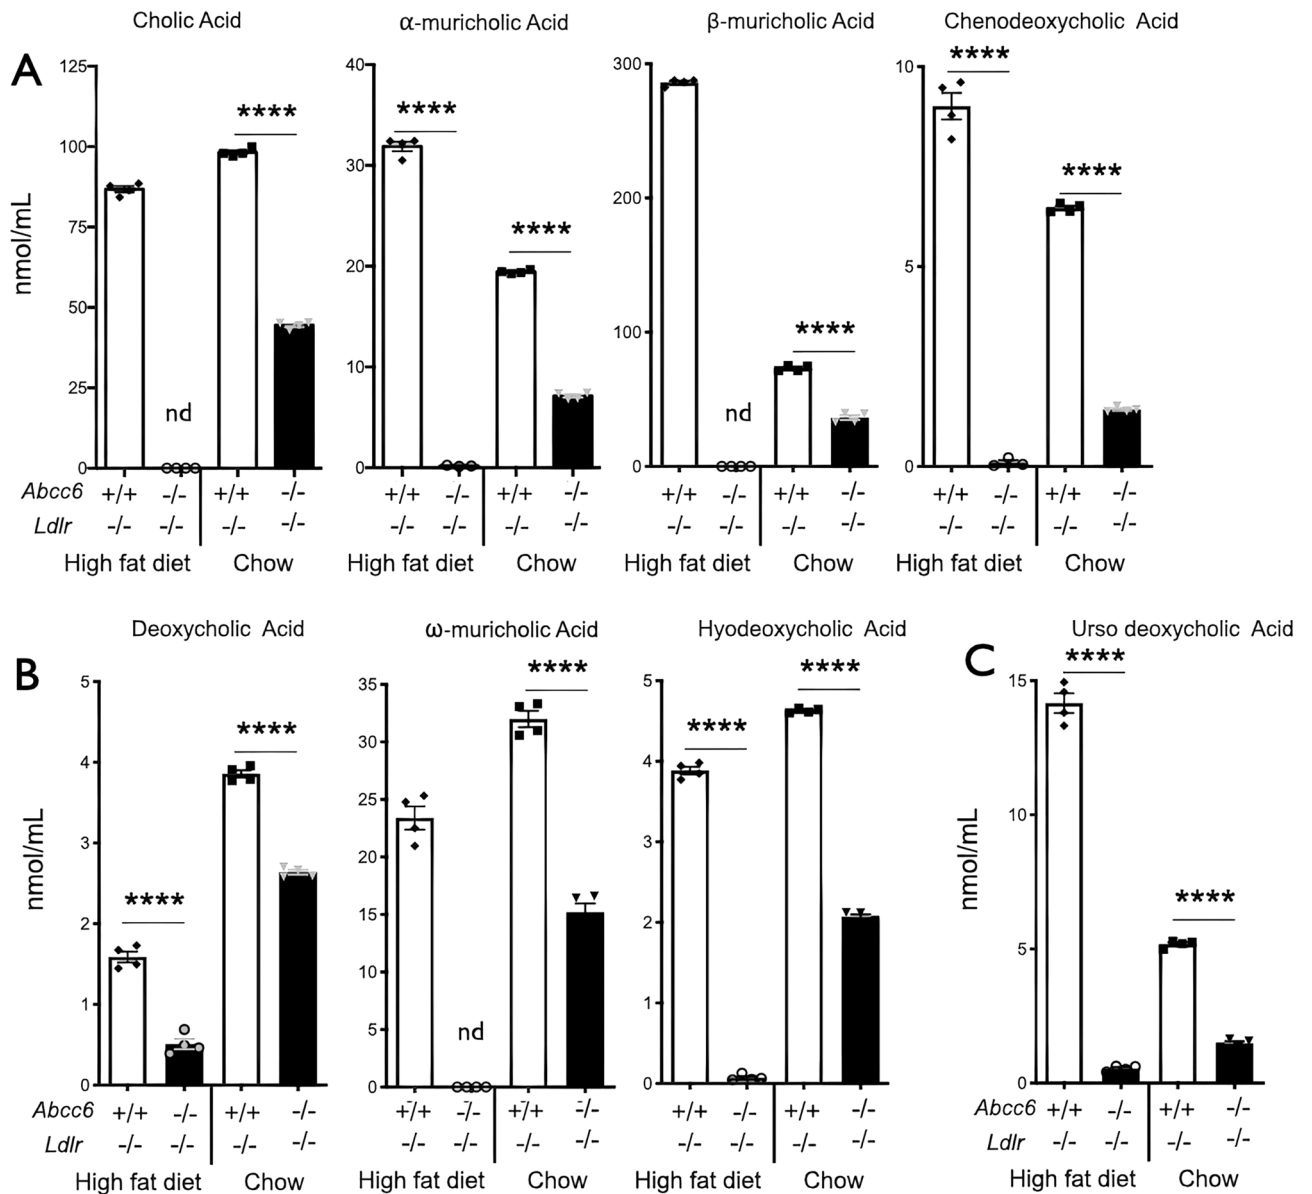 Cholic Acid
α-muricholic Acid
β-muricholic Acid
Chenodeoxycholic Acid
A
nmol/mL
125
100
75
50
25
0
nd
****
40
30
20
10
0
****
****
300
200
100
0
nd
****
10
5
0
****
****
Abcc6 +/+ -/- +/+ -/-
Ldlr -/- -/- -/- -/-
High fat diet Chow
+/+ -/- +/+ -/-
-/- -/- -/- -/-
High fat diet Chow
+/+ -/- +/+ -/-
-/- -/- -/- -/-
High fat diet Chow
+/+ -/- +/+ -/-
-/- -/- -/- -/-
High fat diet Chow
Deoxycholic Acid
ω-muricholic Acid
Hyodeoxycholic Acid
Urso deoxycholic Acid
B
nmol/mL
5
4
3
2
1
0
****
****
35
30
25
20
15
10
5
0
nd
****
5
4
3
2
1
0
****
****
C
nmol/mL
15
10
5
0
****
****
Abcc6 +/+ -/- +/+ -/-
Ldlr -/- -/- -/- -/-
High fat diet Chow
+/+ -/- +/+ -/-
-/- -/- -/- -/-
High fat diet Chow
+/+ -/- +/+ -/-
-/- -/- -/- -/-
High fat diet Chow
Abcc6 +/+ -/- +/+ -/-
Ldlr -/- -/- -/- -/-
High fat diet Chow